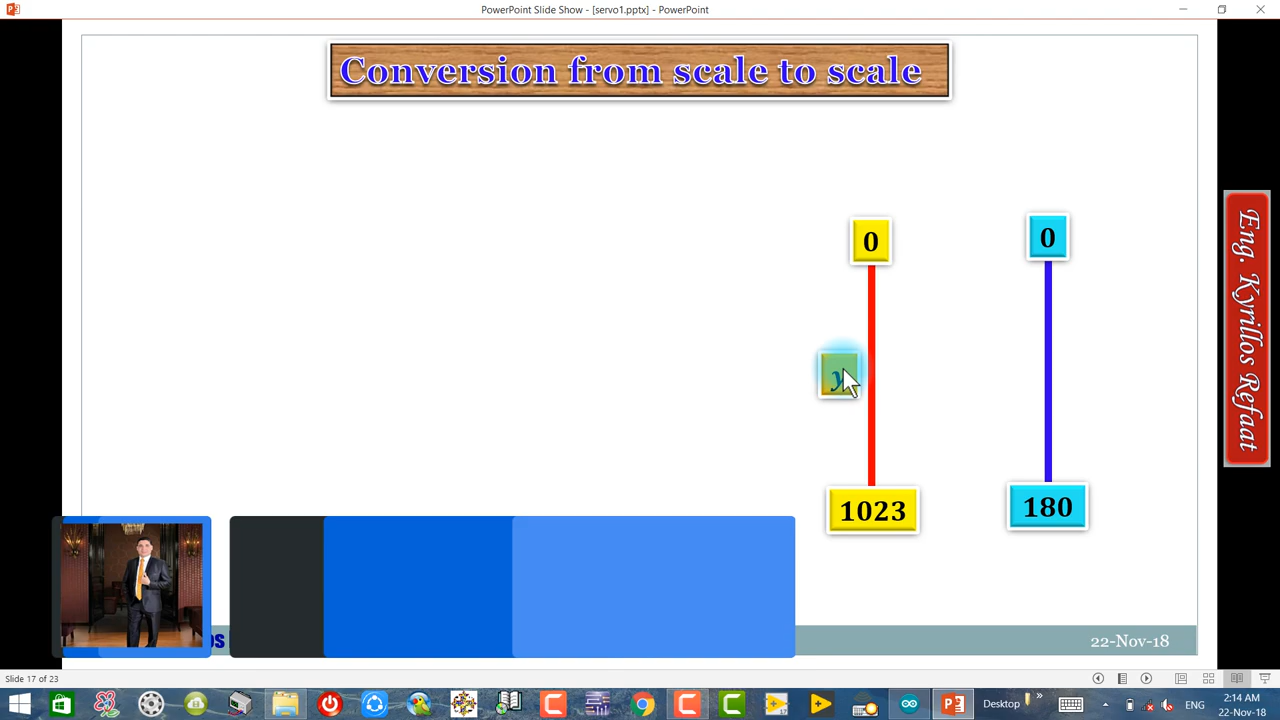 PowerPoint Slide Show - [servo1.pptx] - PowerPoint
Conversion from scale to scale
0
0
y
1023
180
Eng. Kyrillos Refaat
os
22-Nov-18
Slide 17 of 23
Desktop
»
ENG
2:14 AM
22-Nov-18